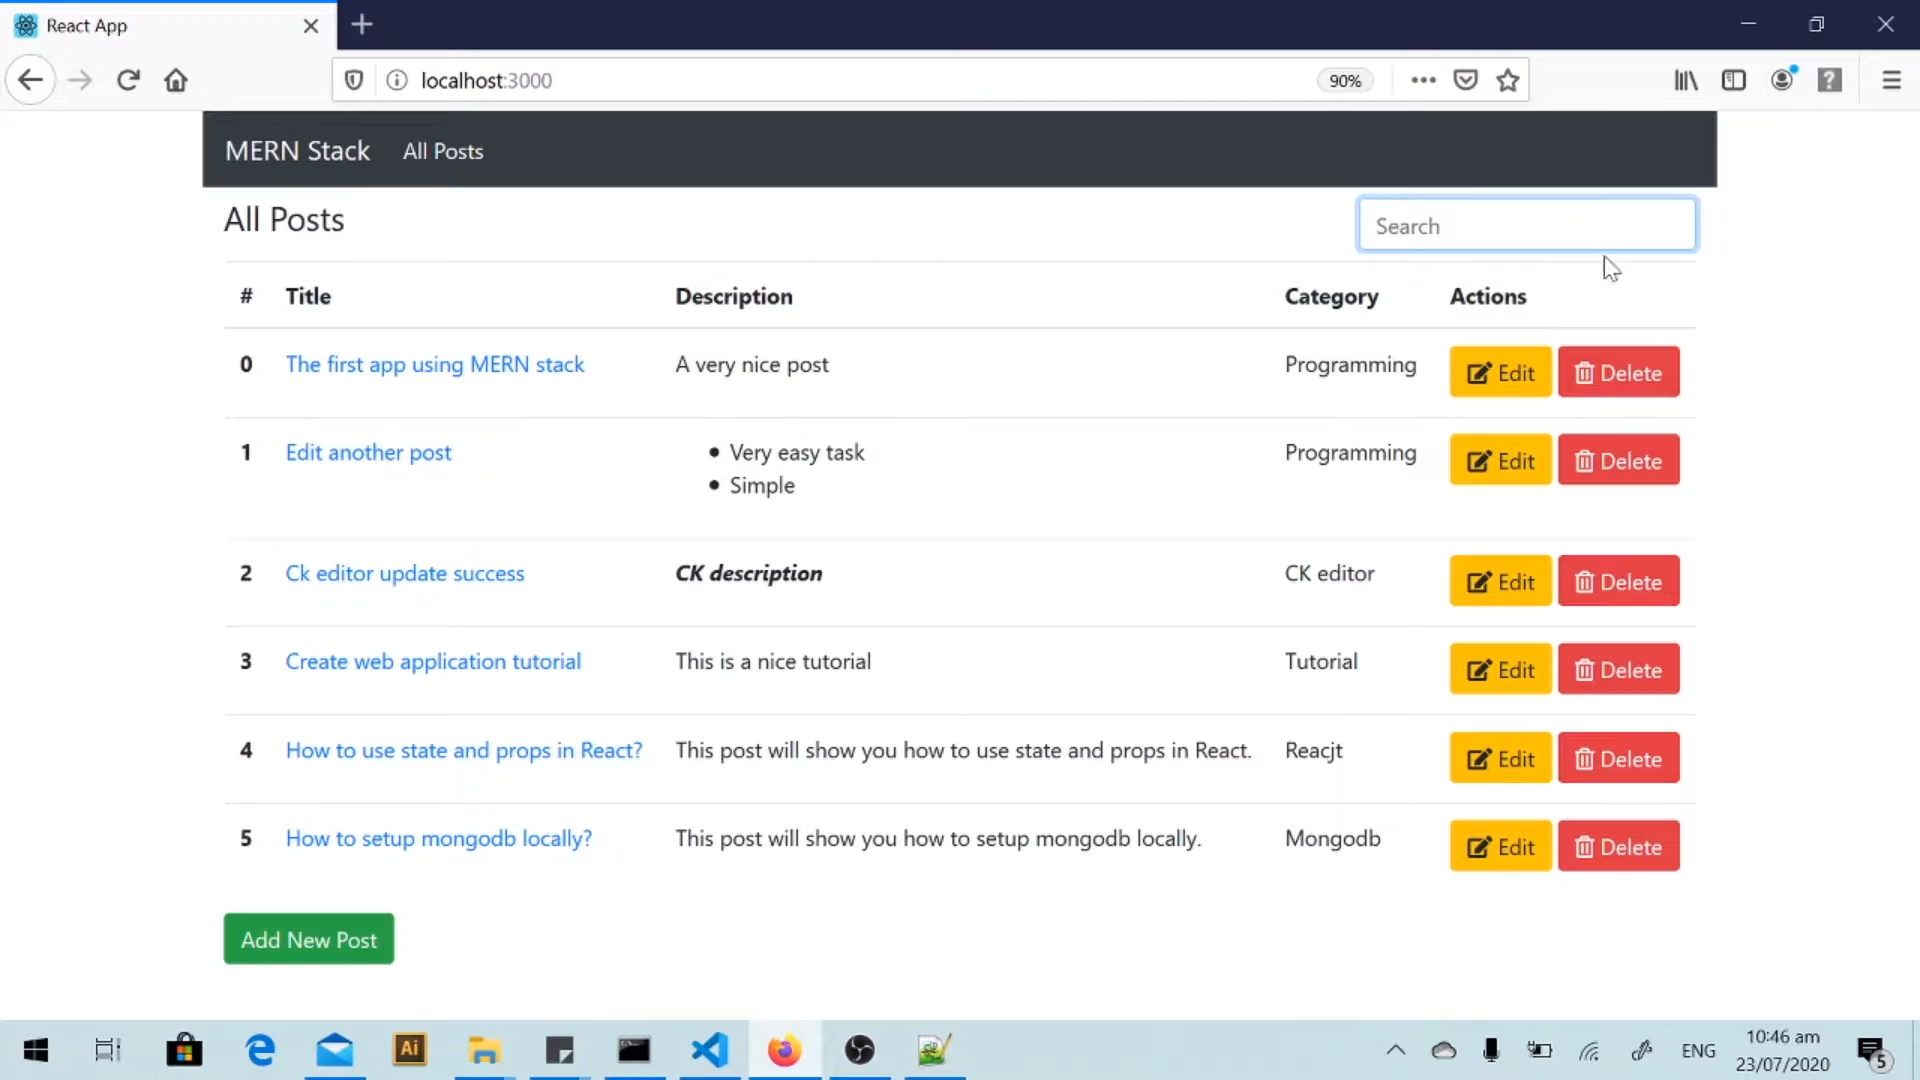 React App
localhost:3000
90%
MERN Stack All Posts
All Posts
Search
# Title Description Category Actions
0 The first app using MERN stack A very nice post Programming Edit Delete
1 Edit another post • Very easy task Programming Edit Delete
• Simple
2 Ck editor update success CK description CK editor Edit Delete
3 Create web application tutorial This is a nice tutorial Tutorial Edit Delete
4 How to use state and props in React? This post will show you how to use state and props in React. Reacjt Edit Delete
5 How to setup mongodb locally? This post will show you how to setup mongodb locally. Mongodb Edit Delete
Add New Post
Ai
ENG
10:46 am
23/07/2020
5